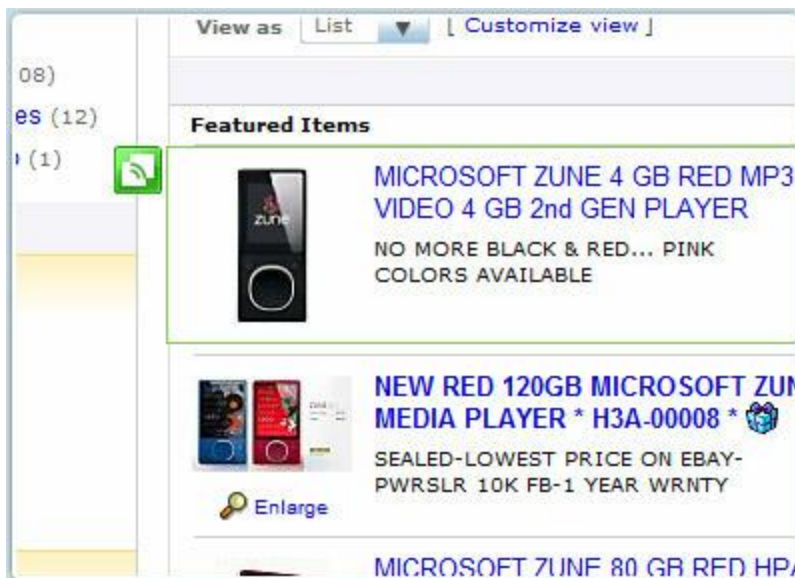 View as List [ Customize view ]
08)
es (12)
(1)
Featured Items
MICROSOFT ZUNE 4 GB RED MP3
VIDEO 4 GB 2nd GEN PLAYER
NO MORE BLACK & RED... PINK
COLORS AVAILABLE
zune
NEW RED 120GB MICROSOFT ZUN
MEDIA PLAYER * H3A-00008 *
SEALED-LOWEST PRICE ON EBAY-
PWRSLR 10K FB-1 YEAR WRNTY
Enlarge
MICROSOFT ZUNE 80 GB RED HPA